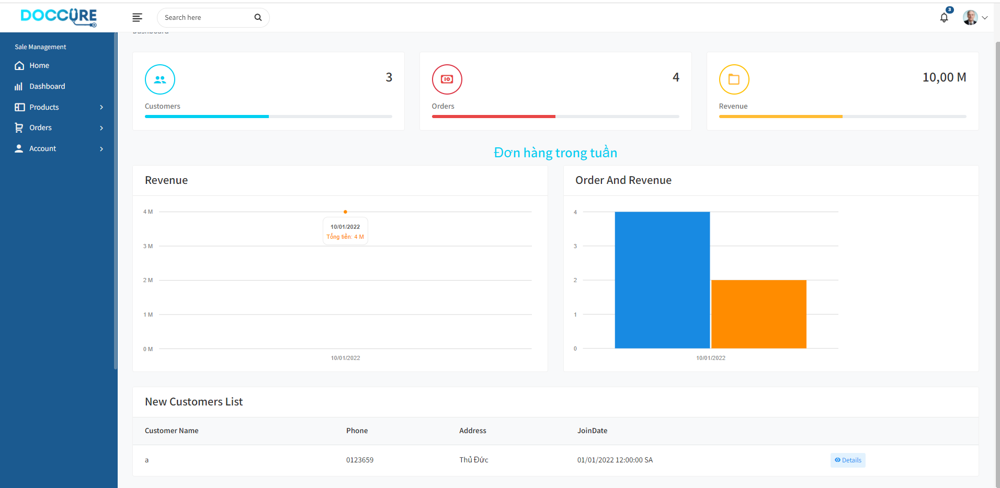 DOCCURE
Search here
3
Sale Management
Home
Dashboard
Products
Orders
Account
Dashboard
3
Customers
4
Orders
10,00 M
Revenue
Đơn hàng trong tuần
Revenue
4 M
3 M
2 M
1 M
0 M
10/01/2022
Tổng tiền: 4 M
10/01/2022
Order And Revenue
4
3
2
1
0
10/01/2022
New Customers List
Customer Name Phone Address JoinDate
a 0123659 Thủ Đức 01/01/2022 12:00:00 SA Details